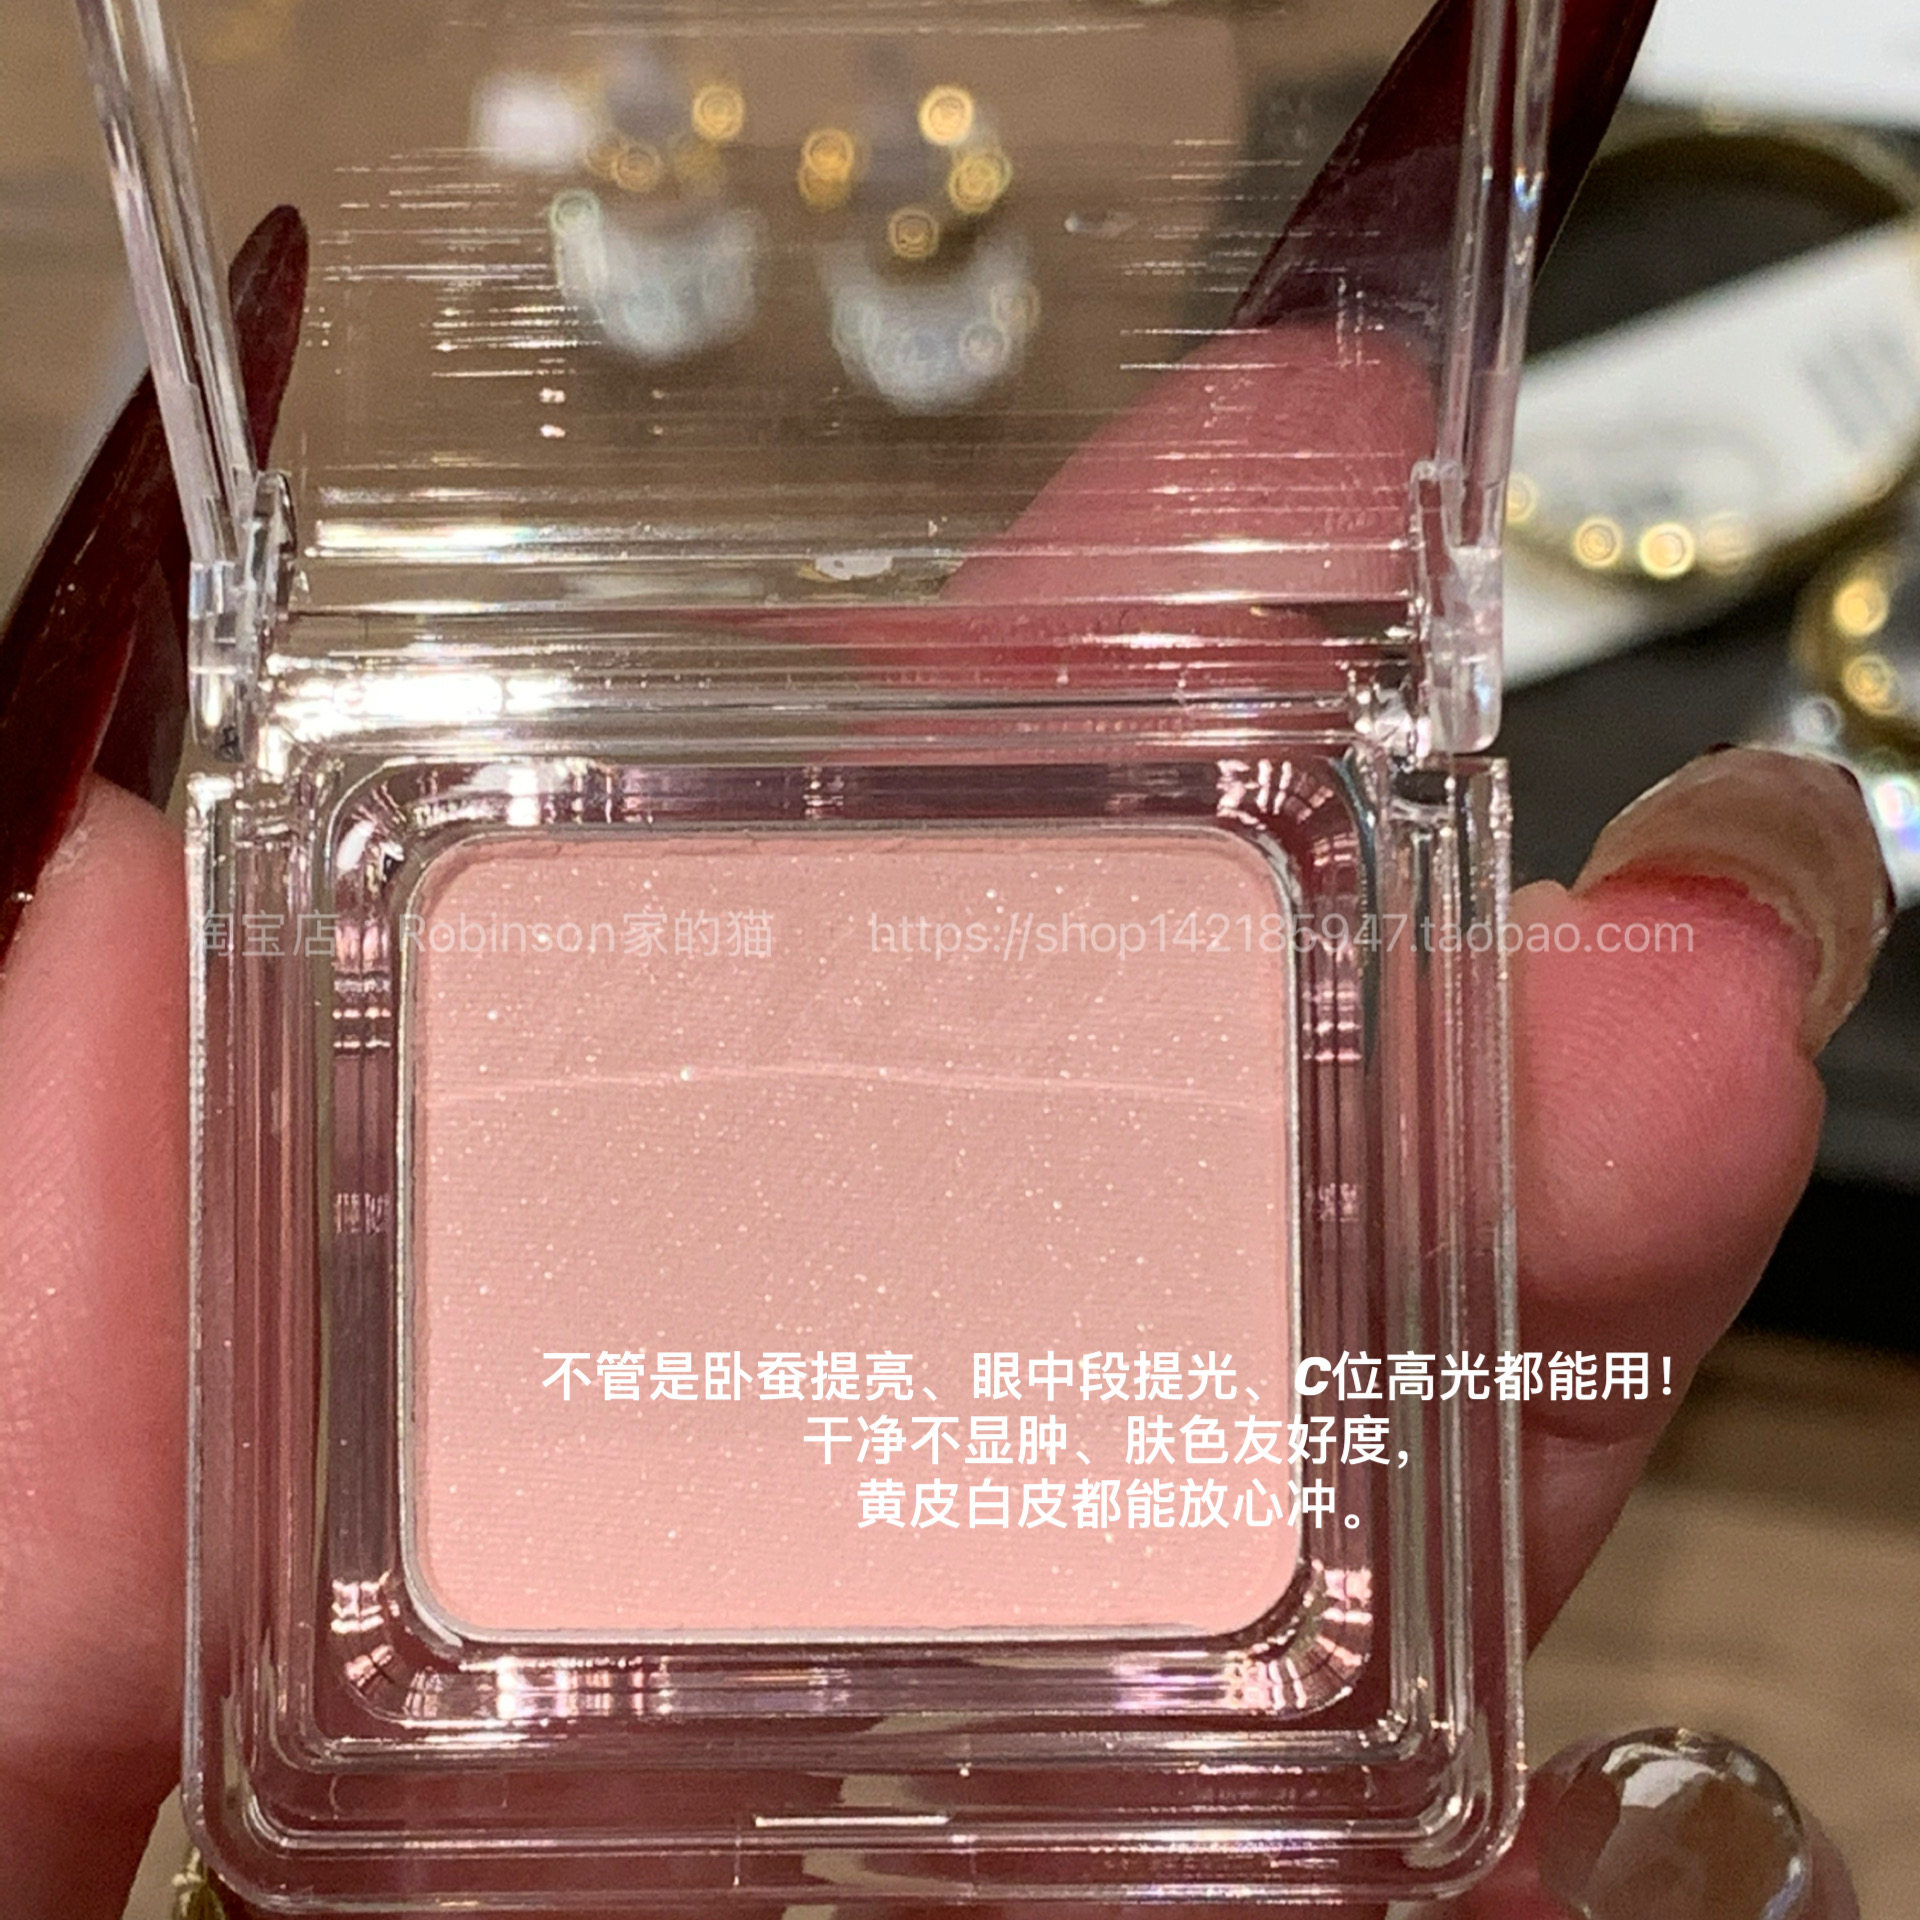 淘宝店：Robinson家的猫 https://shop142185947.taobao.com
不管是卧蚕提亮、眼中段提光、C位高光都能用！
干净不显肿、肤色友好度，
黄皮白皮都能放心冲。